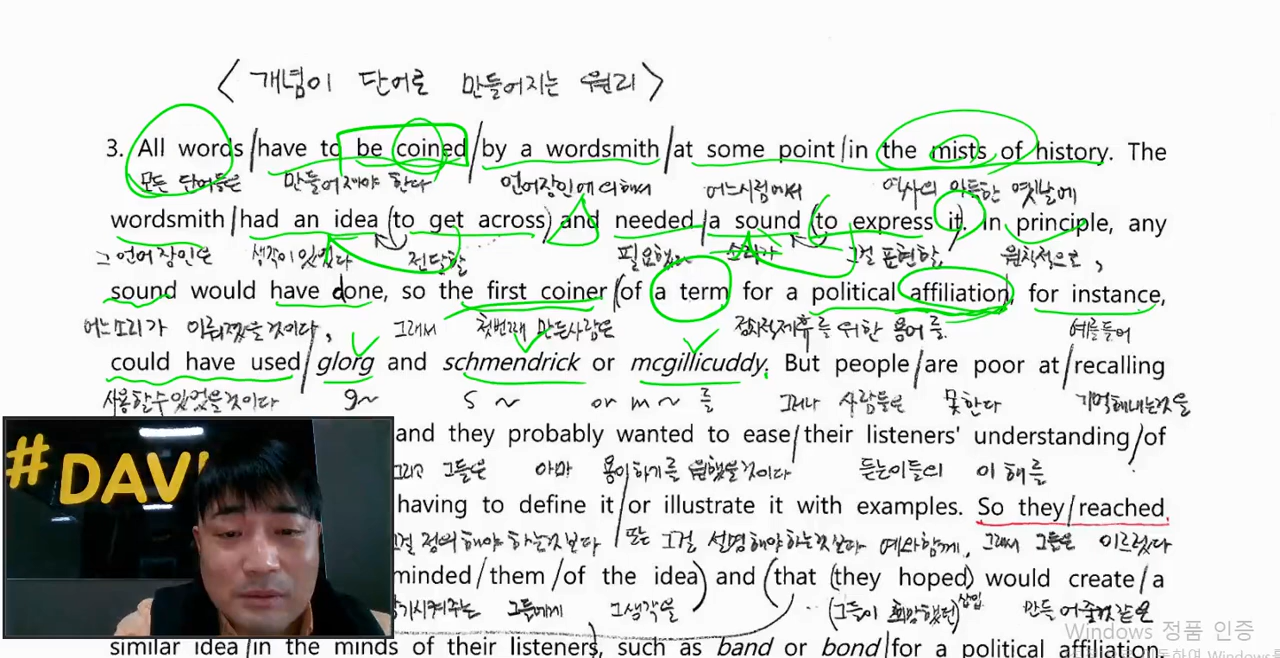 < 개념이 단어로 만들어지는 원리 >
3. All words / have to be coined / by a wordsmith / at some point / in the mists of history. The
모든 단어들은 만들어져야 한다 언어장인에 의해서 어느시점에서 역사의 아득한 옛날에
wordsmith / had an idea (to get across) and needed / a sound (to express it). In principle, any
그 언어장인은 생각이 있었다 전달할 필요했다 소리가 그걸 표현할, 원칙적으로,
sound would have done, so the first coiner (of a term for a political affiliation, for instance,
어느소리가 이뤄졌을 것이다, 그래서 첫번째 만든사람은 정치적제휴를 위한 용어를. 예를들어
could have used / glorg and schmendrick or mcgillicuddy. But people / are poor at / recalling
사용할수있었을것이다 g~ s ~ or m ~ 를 그러나 사람들은 못한다 기억해내는것을
and they probably wanted to ease / their listeners' understanding / of
그리고 그들은 아마 용이하기를 원했을것이다 듣는이들의 이해를
having to define it / or illustrate it with examples. So they / reached
그걸 정의해야 하는것보다 또는 그걸 설명해야하는것보다 예와함께, 그래서 그들은 이르렀다
minded / them / of the idea) and (that (they hoped) would create / a
그들에게 그생각을 (그들이 희망했던) 삽입 만들어줄것같은
similar idea / in the minds of their listeners), such as band or bond / for a political affiliation.
#DAVI
Windows 정품 인증